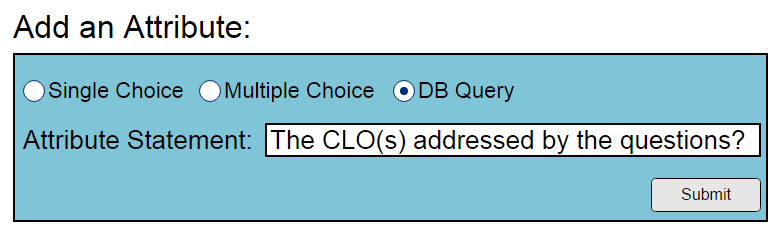 Add an Attribute:
Single Choice Multiple Choice DB Query
Attribute Statement: The CLO(s) addressed by the questions?
Submit